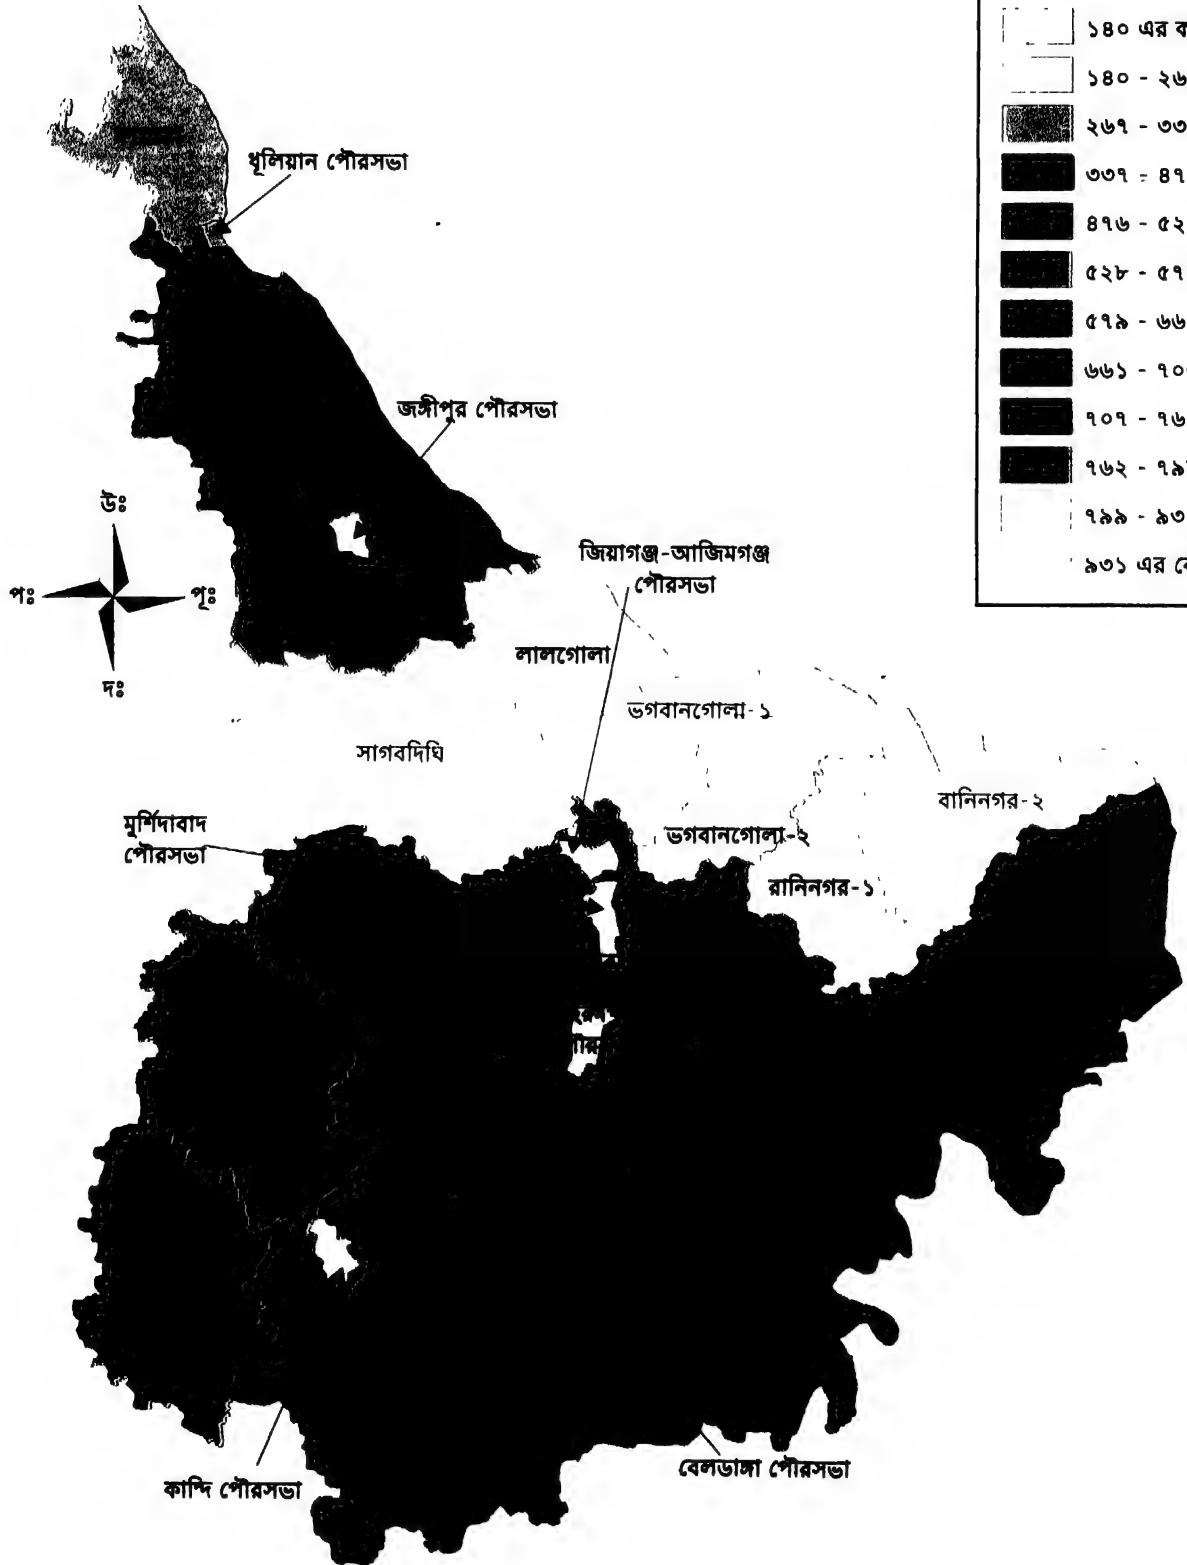 ১৪০ এর
১৪০ - ২৬
২৬৭ - ৩৩
৩৩৭ - ৪৭
৪৭৬ - ৫২
৫২৮ - ৫৭
৫৭৯ - ৬৬
৬৬১ - ৭০
৭০৭ - ৭৬
৭৬২ - ৭৯
৭৯৯ - ৯৩
৯৩১ এর
ধূলিয়ান পৌরসভা
জঙ্গীপুর পৌরসভা
উঃ
পঃ
পূঃ
দঃ
জিয়াগঞ্জ-আজিমগঞ্জ
পৌরসভা
লালগোলা
ভগবানগোলা-১
সাগবদিঘি
বানিনগর-২
মুর্শিদাবাদ
পৌরসভা
ভগবানগোলা-২
রানিনগর-১
কান্দি পৌরসভা
বেলডাঙ্গা পৌরসভা